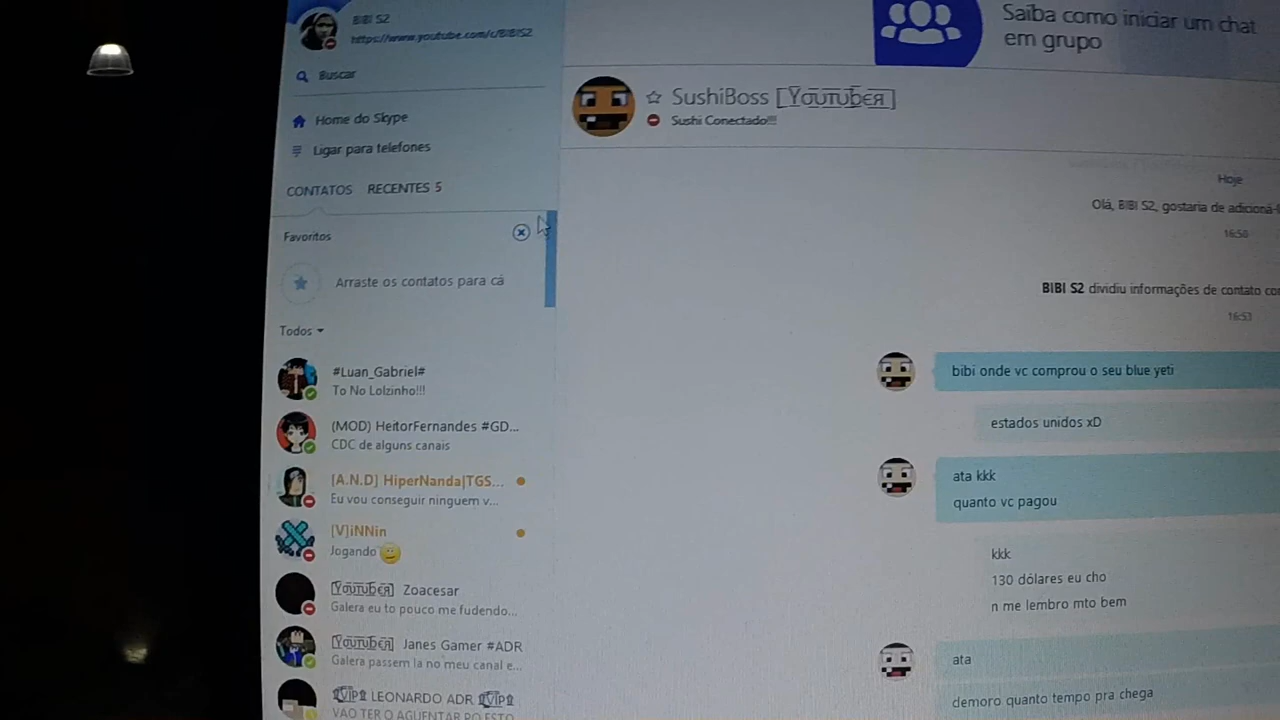 BIBI S2
https://www.youtube.com/c/BIBIS2
Buscar
Home do Skype
Ligar para telefones
CONTATOS RECENTES 5
Favoritos
Arraste os contatos para cá
Todos
#Luan_Gabriel#
To No Lolzinho!!!
(MOD) HeitorFernandes #GD...
CDC de alguns canais
[A.N.D] HiperNanda|TGS...
Eu vou conseguir ninguem v...
[V]iNNin
Jogando
[Youtubeя] Zoacesar
Galera eu to pouco me fudendo...
[Youtubeя] Janes Gamer #ADR
Galera passem la no meu canal e...
VIP LEONARDO ADR VIP
VAO TER Q AGUENTAR PQ ESTO
Saiba como iniciar um chat
em grupo
SushiBoss [Youtubeя]
Sushi Conectado!!!
Hoje
Olá, BIBI S2, gostaria de adicioná-
16:50
BIBI S2 dividiu informações de contato co
16:53
bibi onde vc comprou o seu blue yeti
estados unidos xD
ata kkk
quanto vc pagou
kkk
130 dólares eu cho
n me lembro mto bem
ata
demoro quanto tempo pra chega